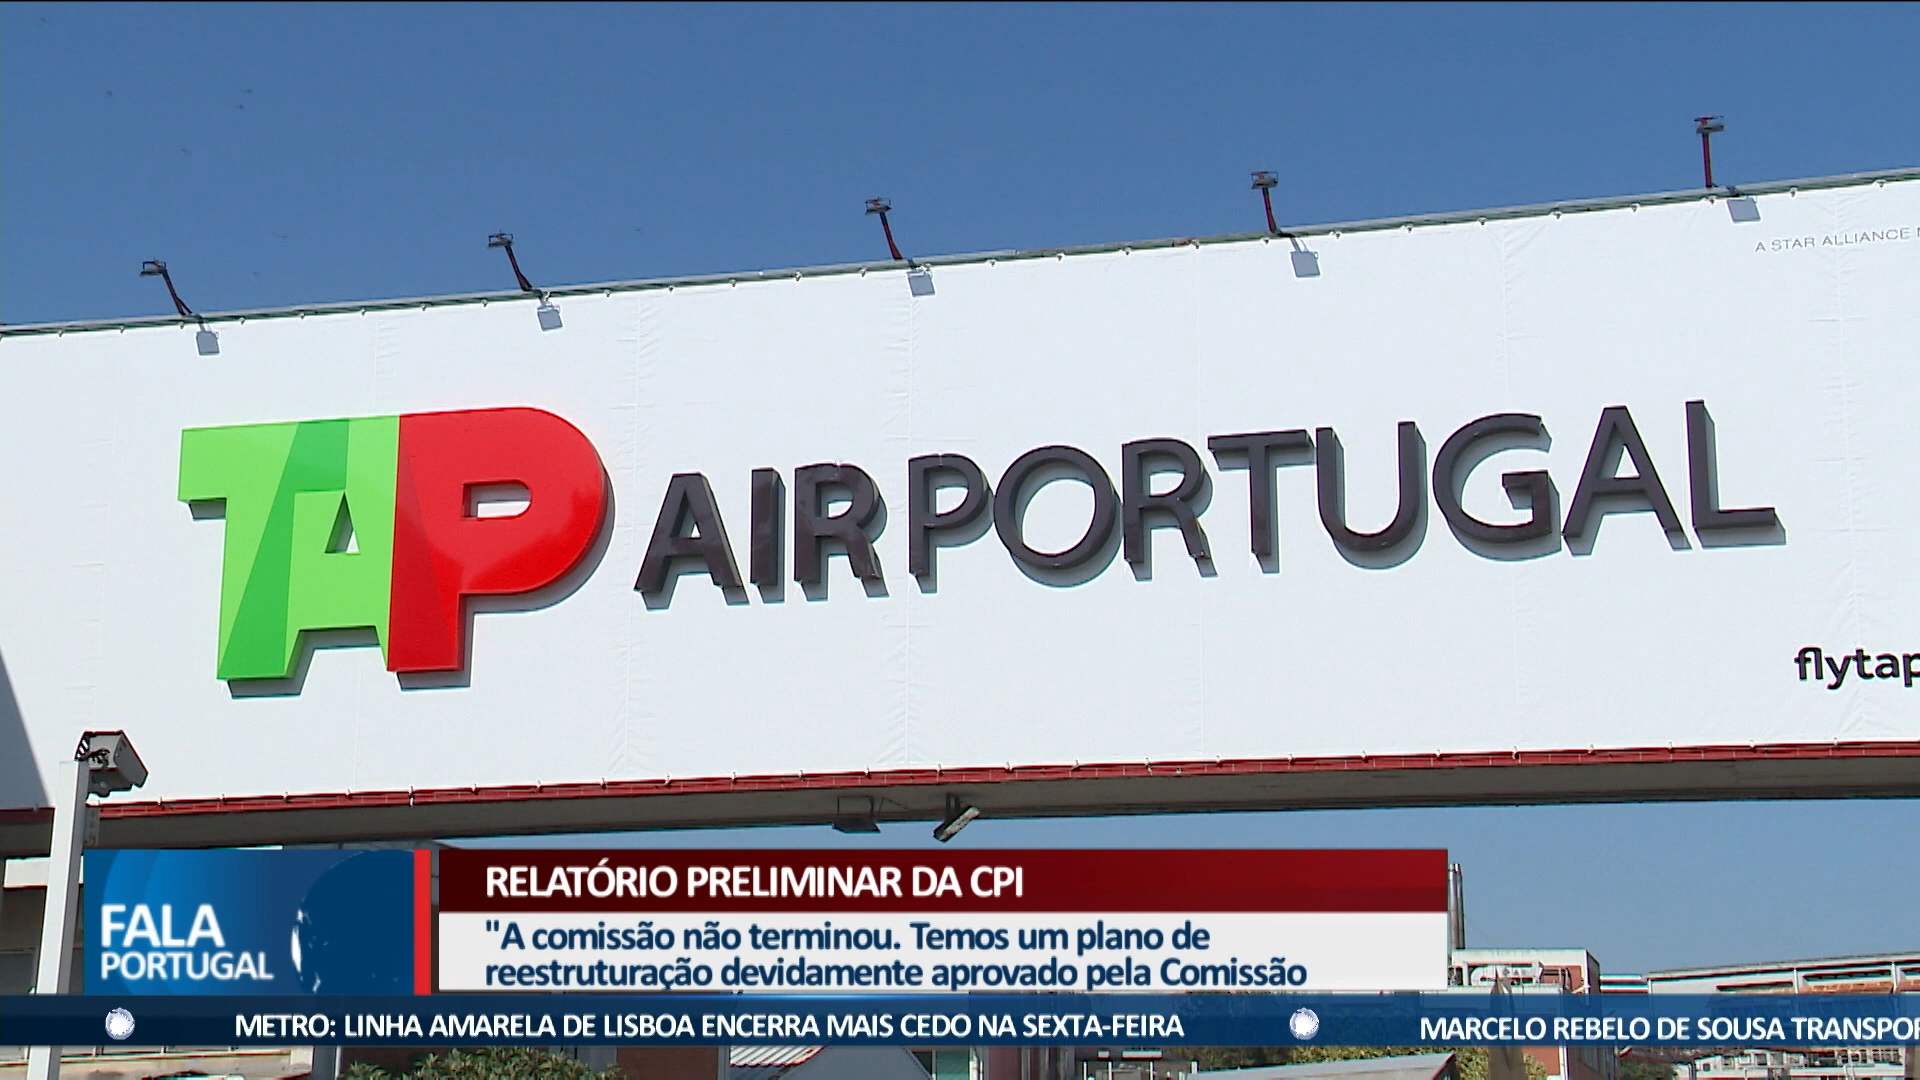 A STAR ALLIANCE
TAP AIR PORTUGAL
flytap
RELATÓRIO PRELIMINAR DA CPI
"A comissão não terminou. Temos um plano de
reestruturação devidamente aprovado pela Comissão
FALA
PORTUGAL
METRO: LINHA AMARELA DE LISBOA ENCERRA MAIS CEDO NA SEXTA-FEIRA
MARCELO REBELO DE SOUSA TRANSPOR